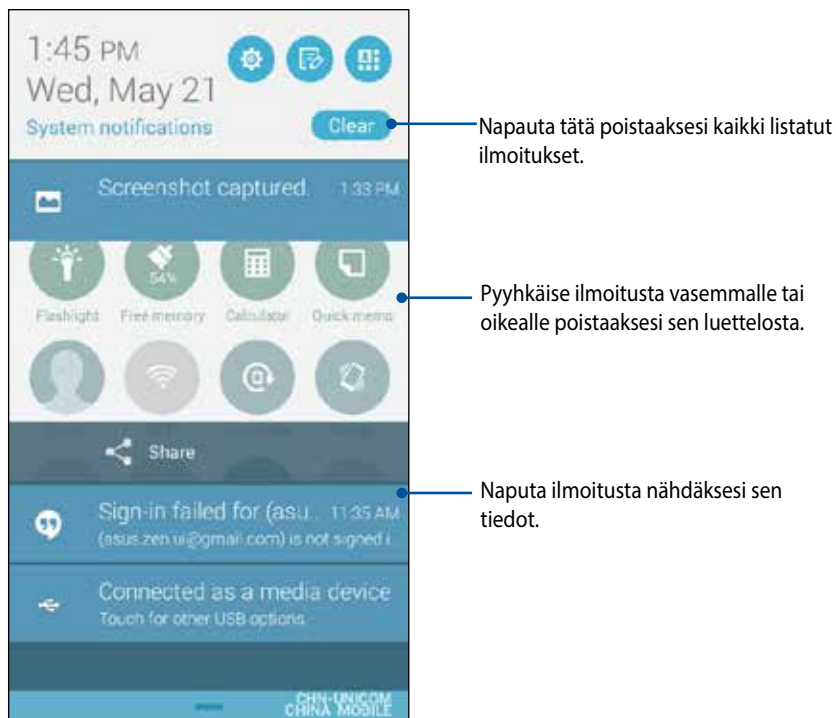 1:45 PM
Wed, May 21
System notifications
Clear
Napauta tätä poistaaksesi kaikki listatut
ilmoitukset.
Screenshot captured. 1:33 PM
54%
Flashlight Free memory Calculator Quick memo
Pyyhkäise ilmoitusta vasemmalle tai
oikealle poistaaksesi sen luettelosta.
Share
Sign-in failed for (asu.. 11:35 AM
(asus.zen.ui@gmail.com) is not signed i
Naputa ilmoitusta nähdäksesi sen
tiedot.
Connected as a media device
Touch for other USB options.
CHN-UNICOM
CHINA MOBILE